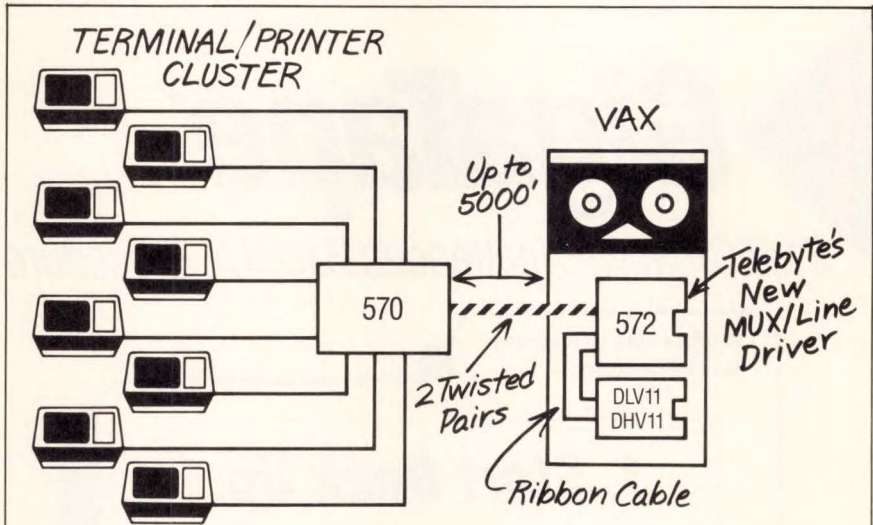 TERMINAL/PRINTER
CLUSTER
VAX
Up to
5000'
570
572
Telebyte's
New
MUX/Line
Driver
2 Twisted
Pairs
DLV11
DHV11
Ribbon Cable